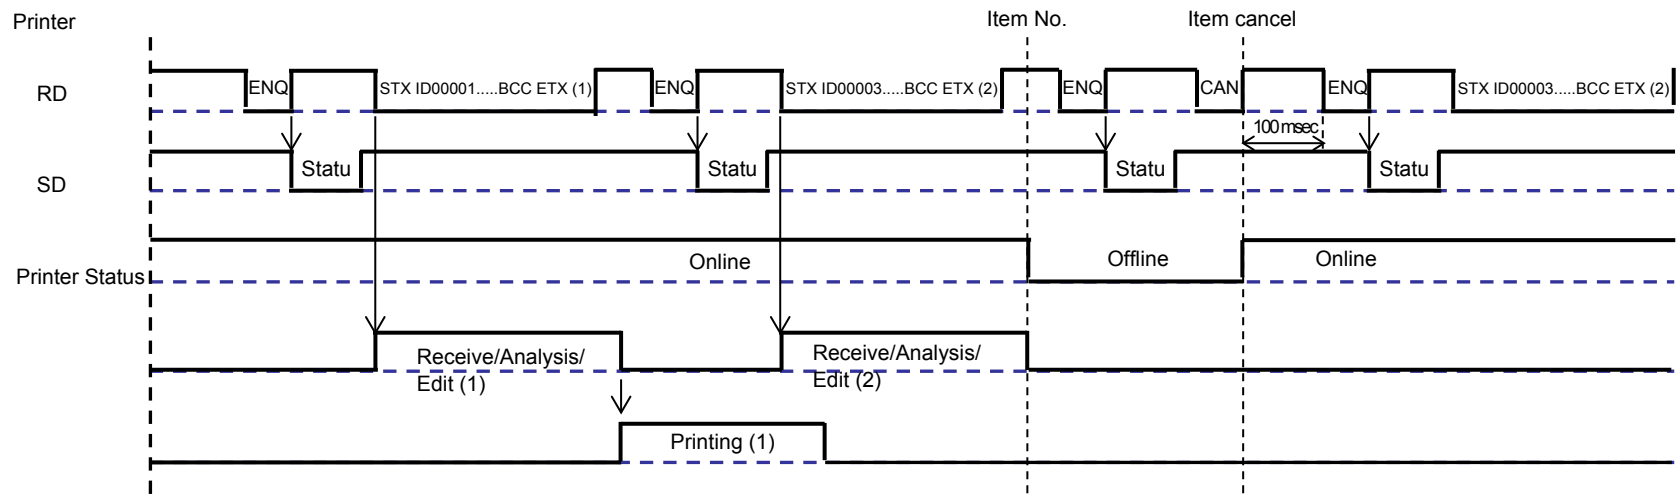 Printer
Item No.
Item cancel
RD
ENQ
STX ID00001.....BCC ETX (1)
ENQ
STX ID00003.....BCC ETX (2)
ENQ
CAN
ENQ
STX ID00003.....BCC ETX (2)
100msec
SD
Statu
Statu
Statu
Statu
Printer Status
Online
Offline
Online
Receive/Analysis/
Edit (1)
Receive/Analysis/
Edit (2)
Printing (1)